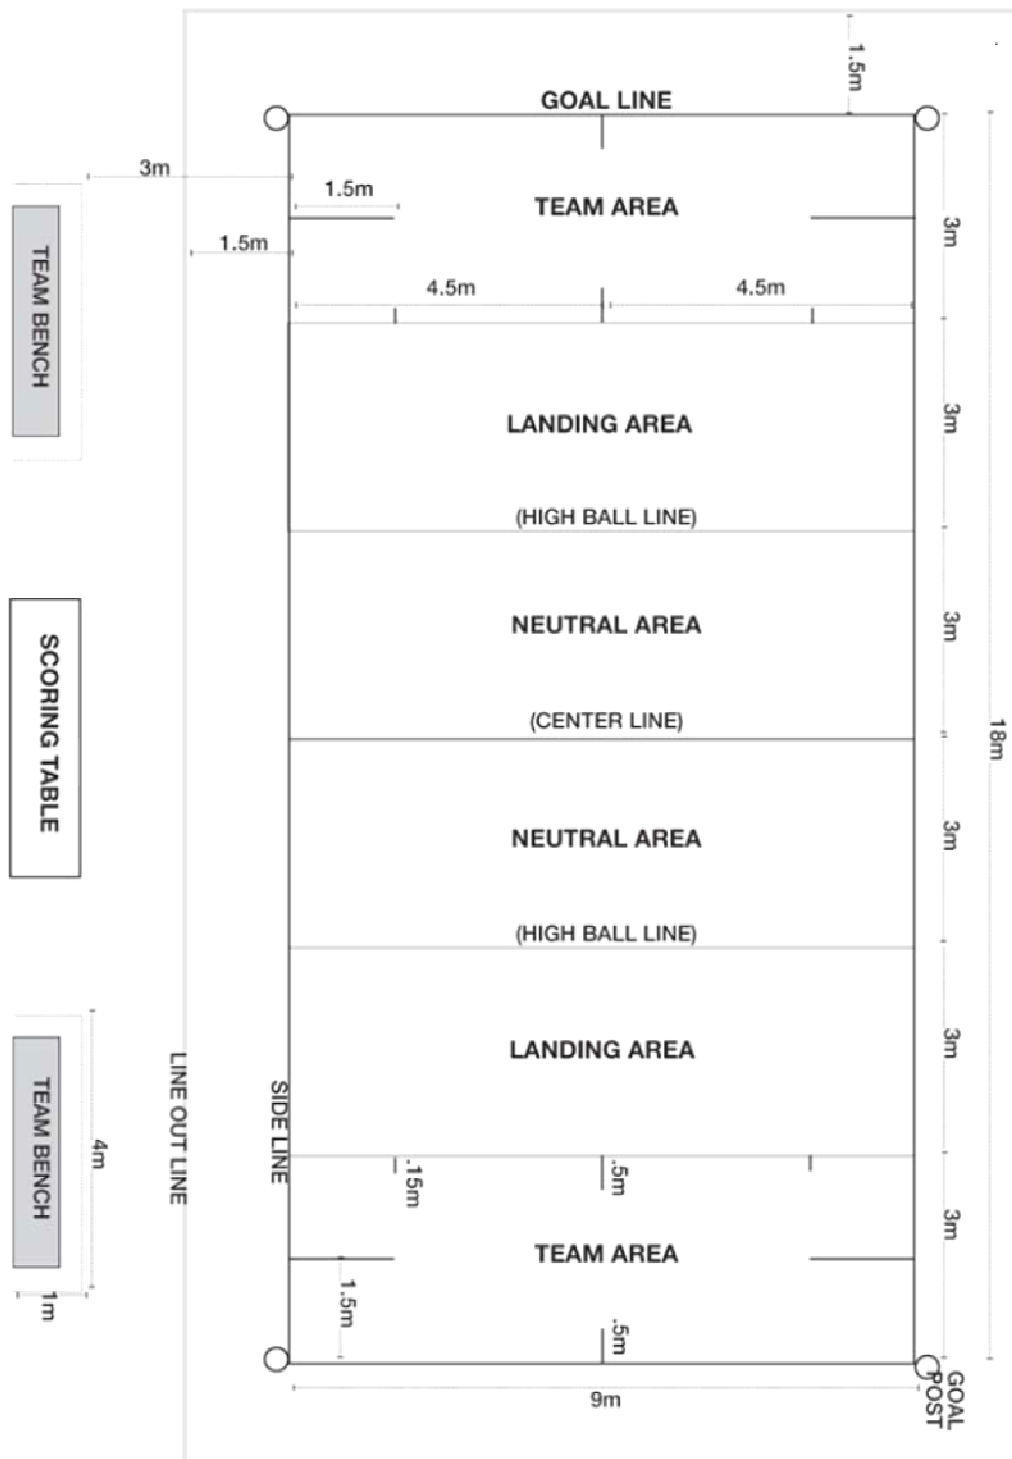 1.5m
GOAL LINE
3m
1.5m
TEAM AREA
3m
1.5m
TEAM BENCH
4.5m
4.5m
LANDING AREA
3m
(HIGH BALL LINE)
NEUTRAL AREA
3m
SCORING TABLE
(CENTER LINE)
18m
NEUTRAL AREA
3m
(HIGH BALL LINE)
LANDING AREA
3m
LINE OUT LINE
SIDE LINE
TEAM BENCH
4m
.15m
.5m
3m
TEAM AREA
1.5m
1m
.5m
9m
GOAL
POST